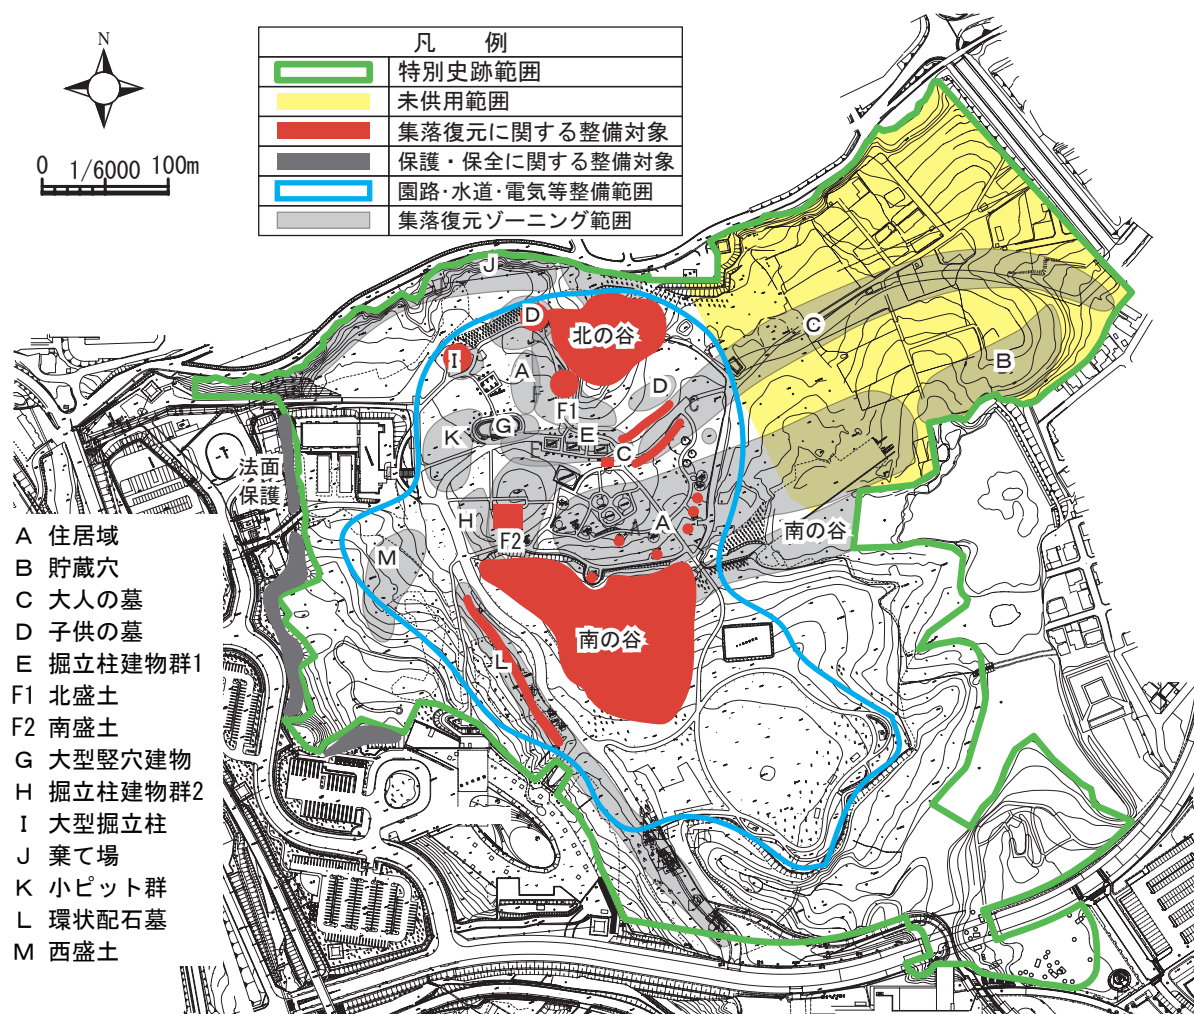 N
0 1/6000 100m
凡 例
特別史跡範囲
未供用範囲
集落復元に関する整備対象
保護・保全に関する整備対象
園路・水道・電気等整備範囲
集落復元ゾーニング範囲
J
D
北の谷
C
I
A
D
B
F1
K
G
E
C
法面
保護
H
F2
A
南の谷
M
南の谷
L
A 住居域
B 貯蔵穴
C 大人の墓
D 子供の墓
E 掘立柱建物群1
F1 北盛土
F2 南盛土
G 大型竪穴建物
H 掘立柱建物群2
I 大型掘立柱
J 棄て場
K 小ピット群
L 環状配石墓
M 西盛土